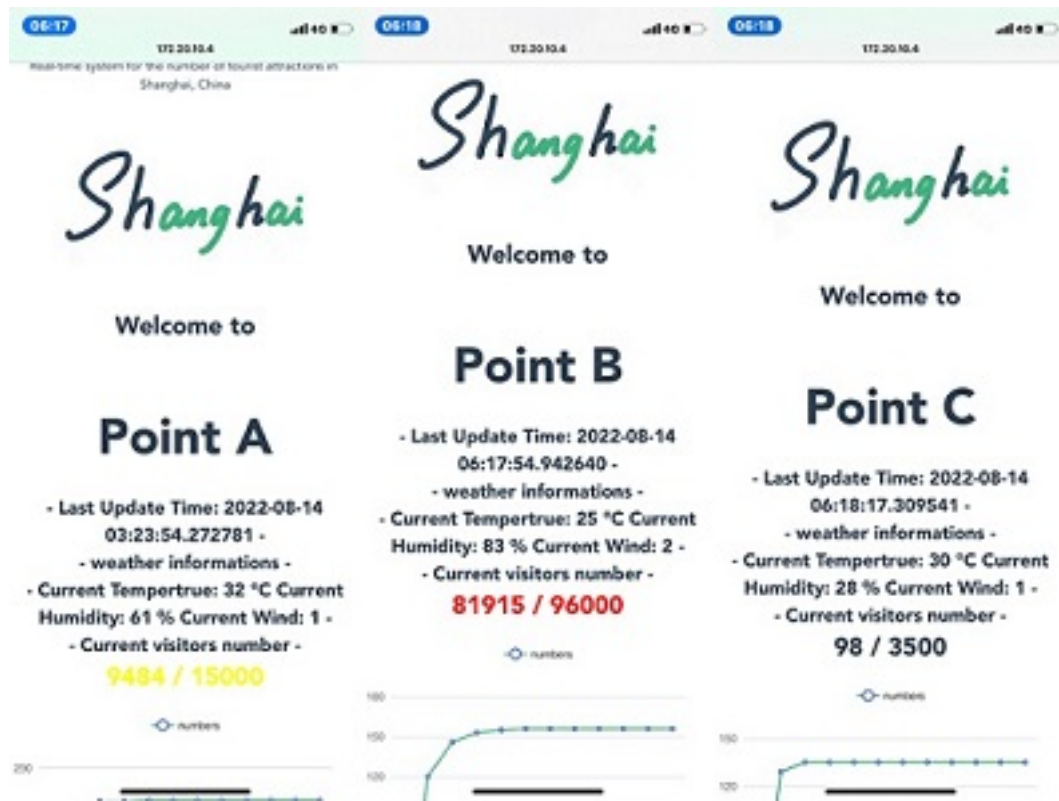 06:17
4G
172.20.10.4
Real-time system for the number of tourist attractions in
Shanghai, China
Shanghai
Welcome to
Point A
- Last Update Time: 2022-08-14
03:23:54.272781 -
- weather informations -
- Current Tempertrue: 32 °C Current
Humidity: 61 % Current Wind: 1 -
- Current visitors number -
9484 / 15000
numbers
200
06:18
4G
172.20.10.4
Shanghai
Welcome to
Point B
- Last Update Time: 2022-08-14
06:17:54.942640 -
- weather informations -
- Current Tempertrue: 25 °C Current
Humidity: 83 % Current Wind: 2 -
- Current visitors number -
81915 / 96000
numbers
180
150
120
06:18
4G
172.20.10.4
Shanghai
Welcome to
Point C
- Last Update Time: 2022-08-14
06:18:17.309541 -
- weather informations -
- Current Tempertrue: 30 °C Current
Humidity: 28 % Current Wind: 1 -
- Current visitors number -
98 / 3500
numbers
150
120